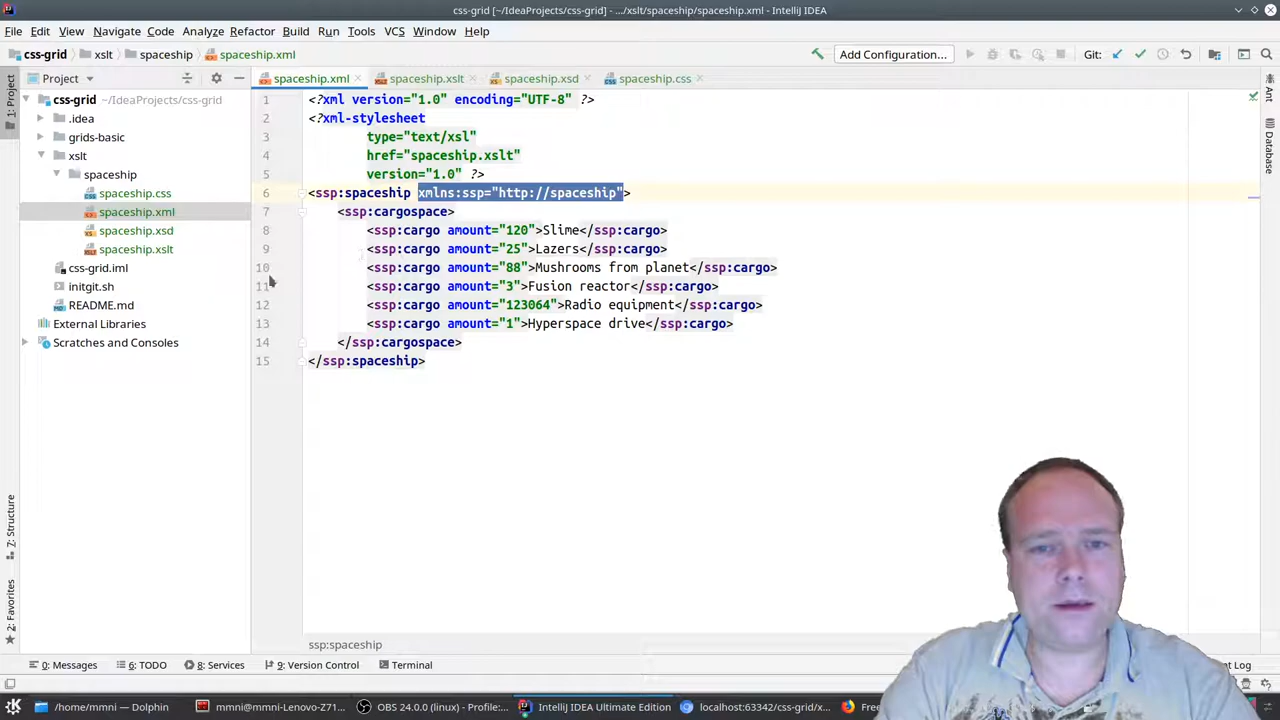 css-grid [~/IdeaProjects/css-grid] - .../xslt/spaceship/spaceship.xml - IntelliJ IDEA
File Edit View Navigate Code Analyze Refactor Build Run Tools VCS Window Help
css-grid xslt spaceship spaceship.xml Add Configuration... Git:
Project spaceship.xml spaceship.xslt spaceship.xsd spaceship.css
1: Project
Ant
Database
css-grid ~/IdeaProjects/css-grid
.idea
grids-basic
xslt
spaceship
spaceship.css
spaceship.xml
spaceship.xsd
spaceship.xslt
css-grid.iml
initgit.sh
README.md
External Libraries
Scratches and Consoles
1 <?xml version="1.0" encoding="UTF-8" ?>
2 <?xml-stylesheet
3 type="text/xsl"
4 href="spaceship.xslt"
5 version="1.0" ?>
6 <ssp:spaceship xmlns:ssp="http://spaceship">
7 <ssp:cargospace>
8 <ssp:cargo amount="120">Slime</ssp:cargo>
9 <ssp:cargo amount="25">Lazers</ssp:cargo>
10 <ssp:cargo amount="88">Mushrooms from planet</ssp:cargo>
11 <ssp:cargo amount="3">Fusion reactor</ssp:cargo>
12 <ssp:cargo amount="123064">Radio equipment</ssp:cargo>
13 <ssp:cargo amount="1">Hyperspace drive</ssp:cargo>
14 </ssp:cargospace>
15 </ssp:spaceship>
7: Structure
2: Favorites
ssp:spaceship
0: Messages 6: TODO 8: Services 9: Version Control Terminal Log
/home/mmni — Dolphin mmni@mmni-Lenovo-Z71... OBS 24.0.0 (linux) - Profile:... IntelliJ IDEA Ultimate Edition localhost:63342/css-grid/x...